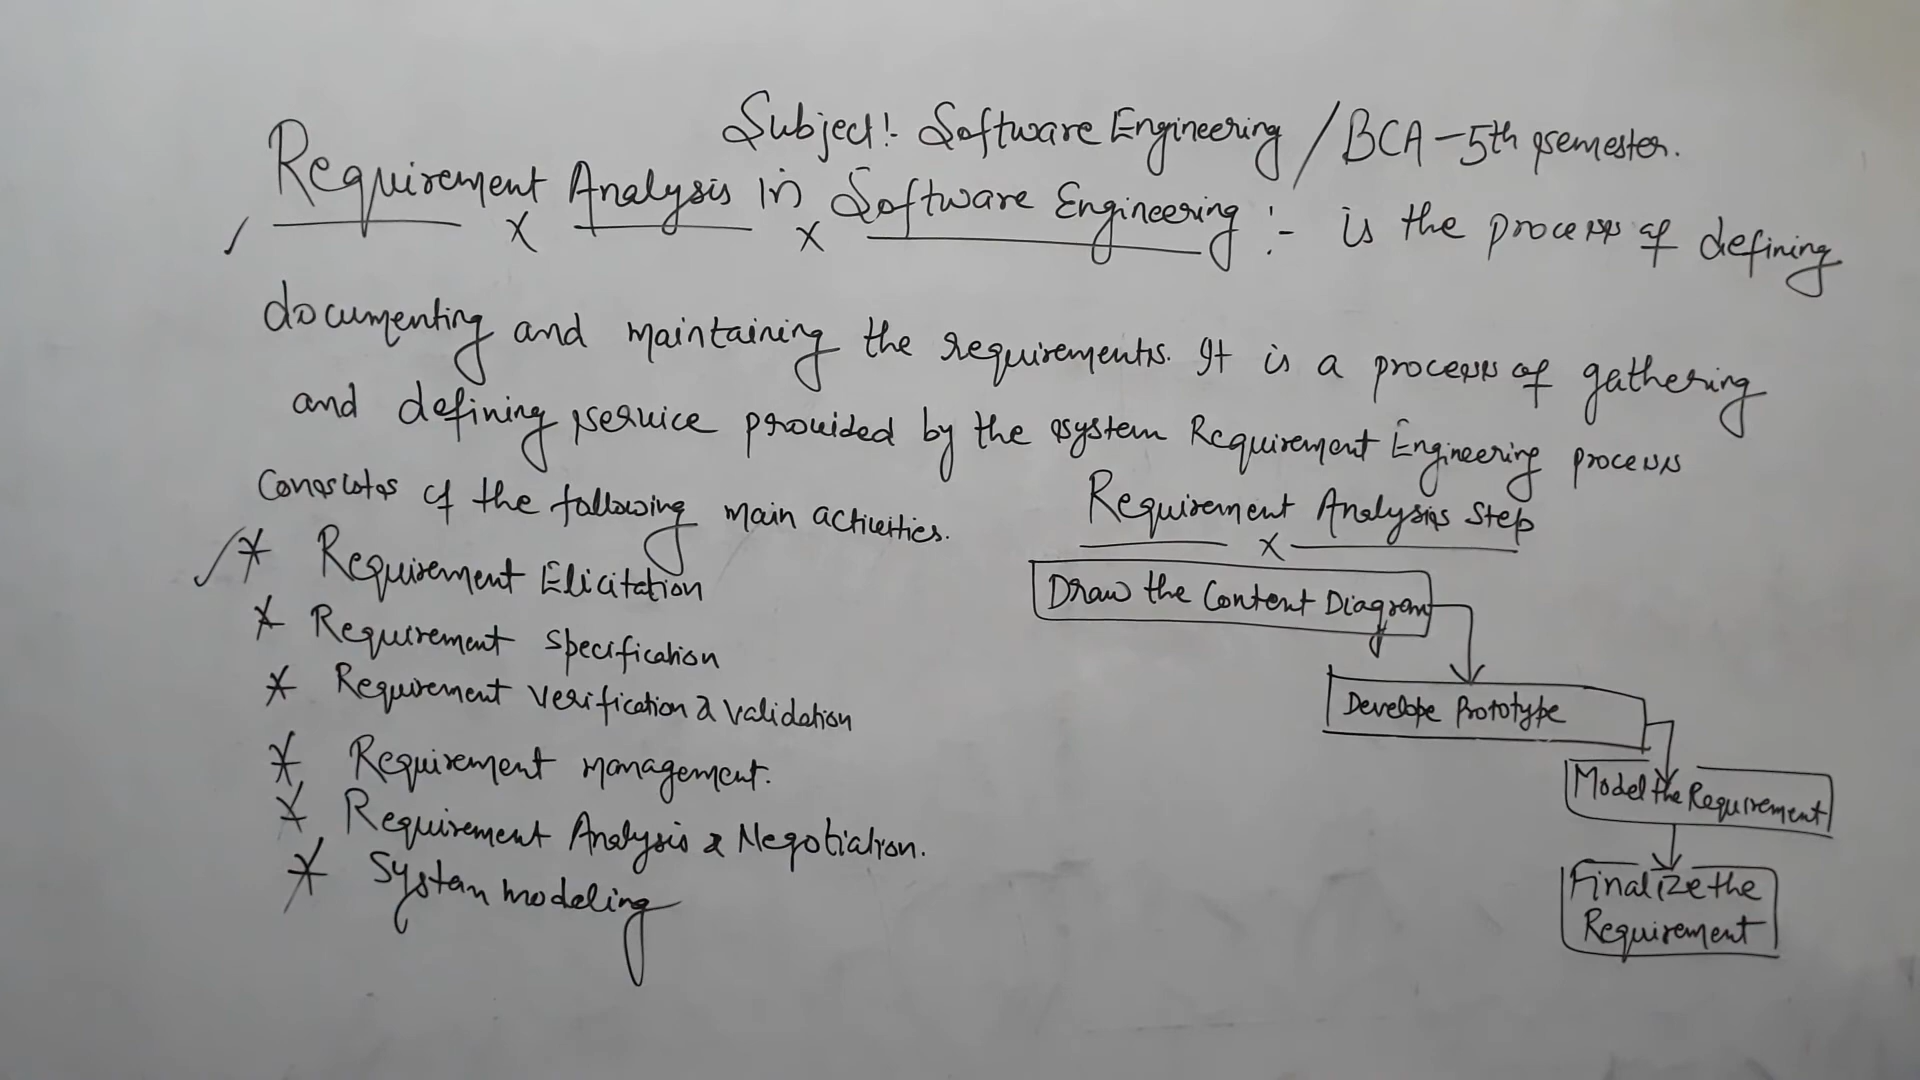 Subject:- Software Engineering / BCA - 5th semester.
Requirement Analysis in Software Engineering :- is the process of defining
documenting and maintaining the requirements. It is a process of gathering
and defining service provided by the system Requirement Engineering process
Consists of the following main activities.
* Requirement Elicitation
* Requirement specification
* Requirement verification & validation
* Requirement management.
* Requirement Analysis & Negotiation.
* System modeling
Requirement Analysis Step
Draw the Content Diagram
Develope Prototype
Model the Requirement
Finalize the
Requirement